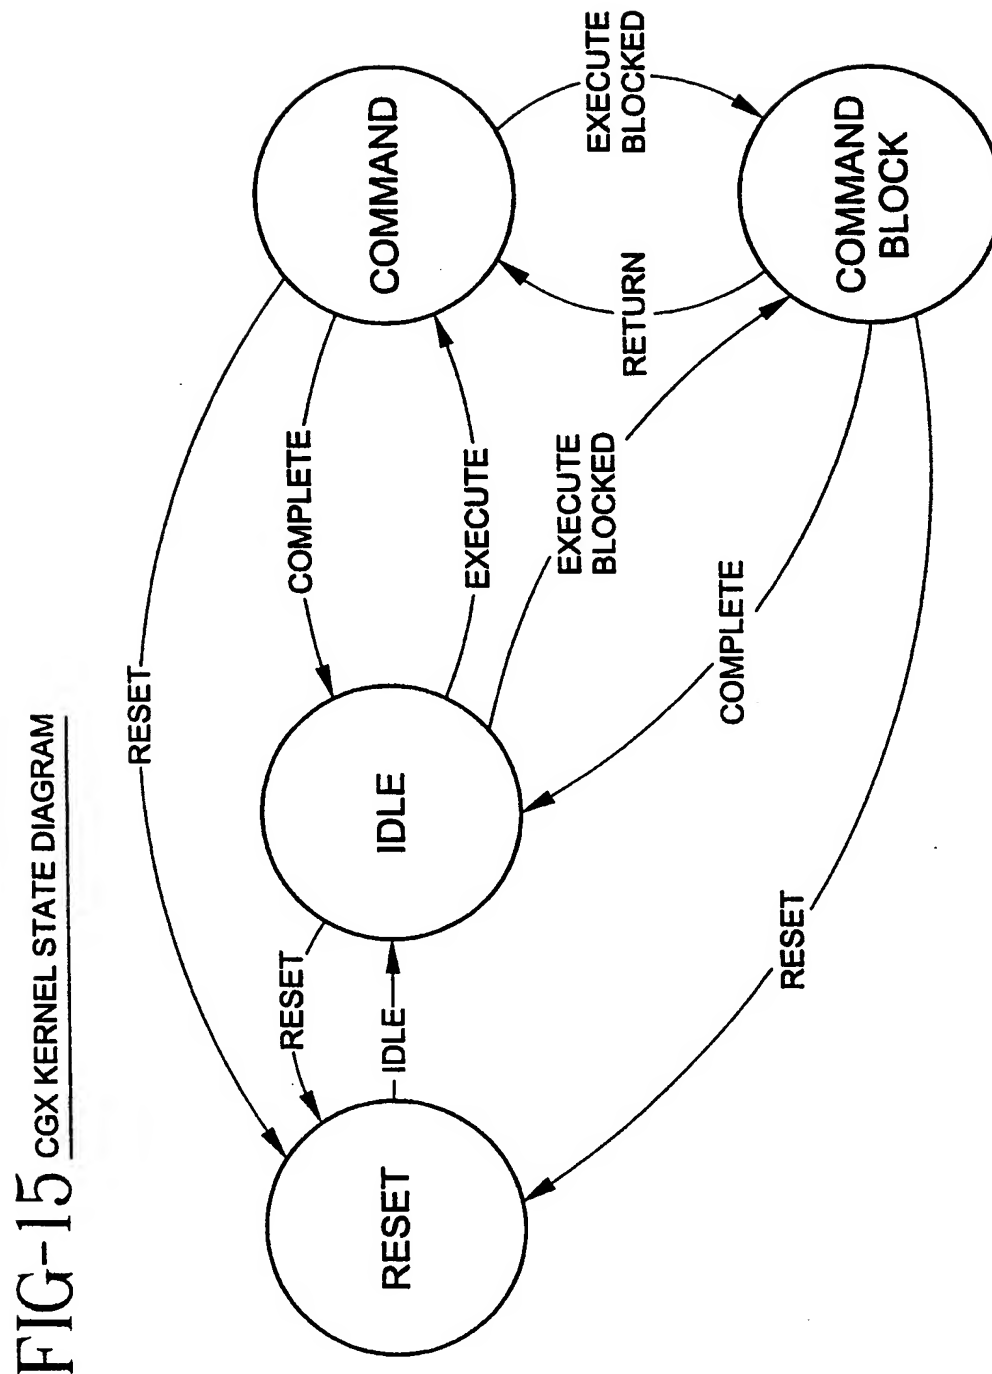 FIG-15 CGX KERNEL STATE DIAGRAM
RESET
COMPLETE
COMMAND
EXECUTE
EXECUTE
BLOCKED
RESET
IDLE
RESET
IDLE
EXECUTE
BLOCKED
RETURN
COMPLETE
COMMAND
BLOCK
RESET